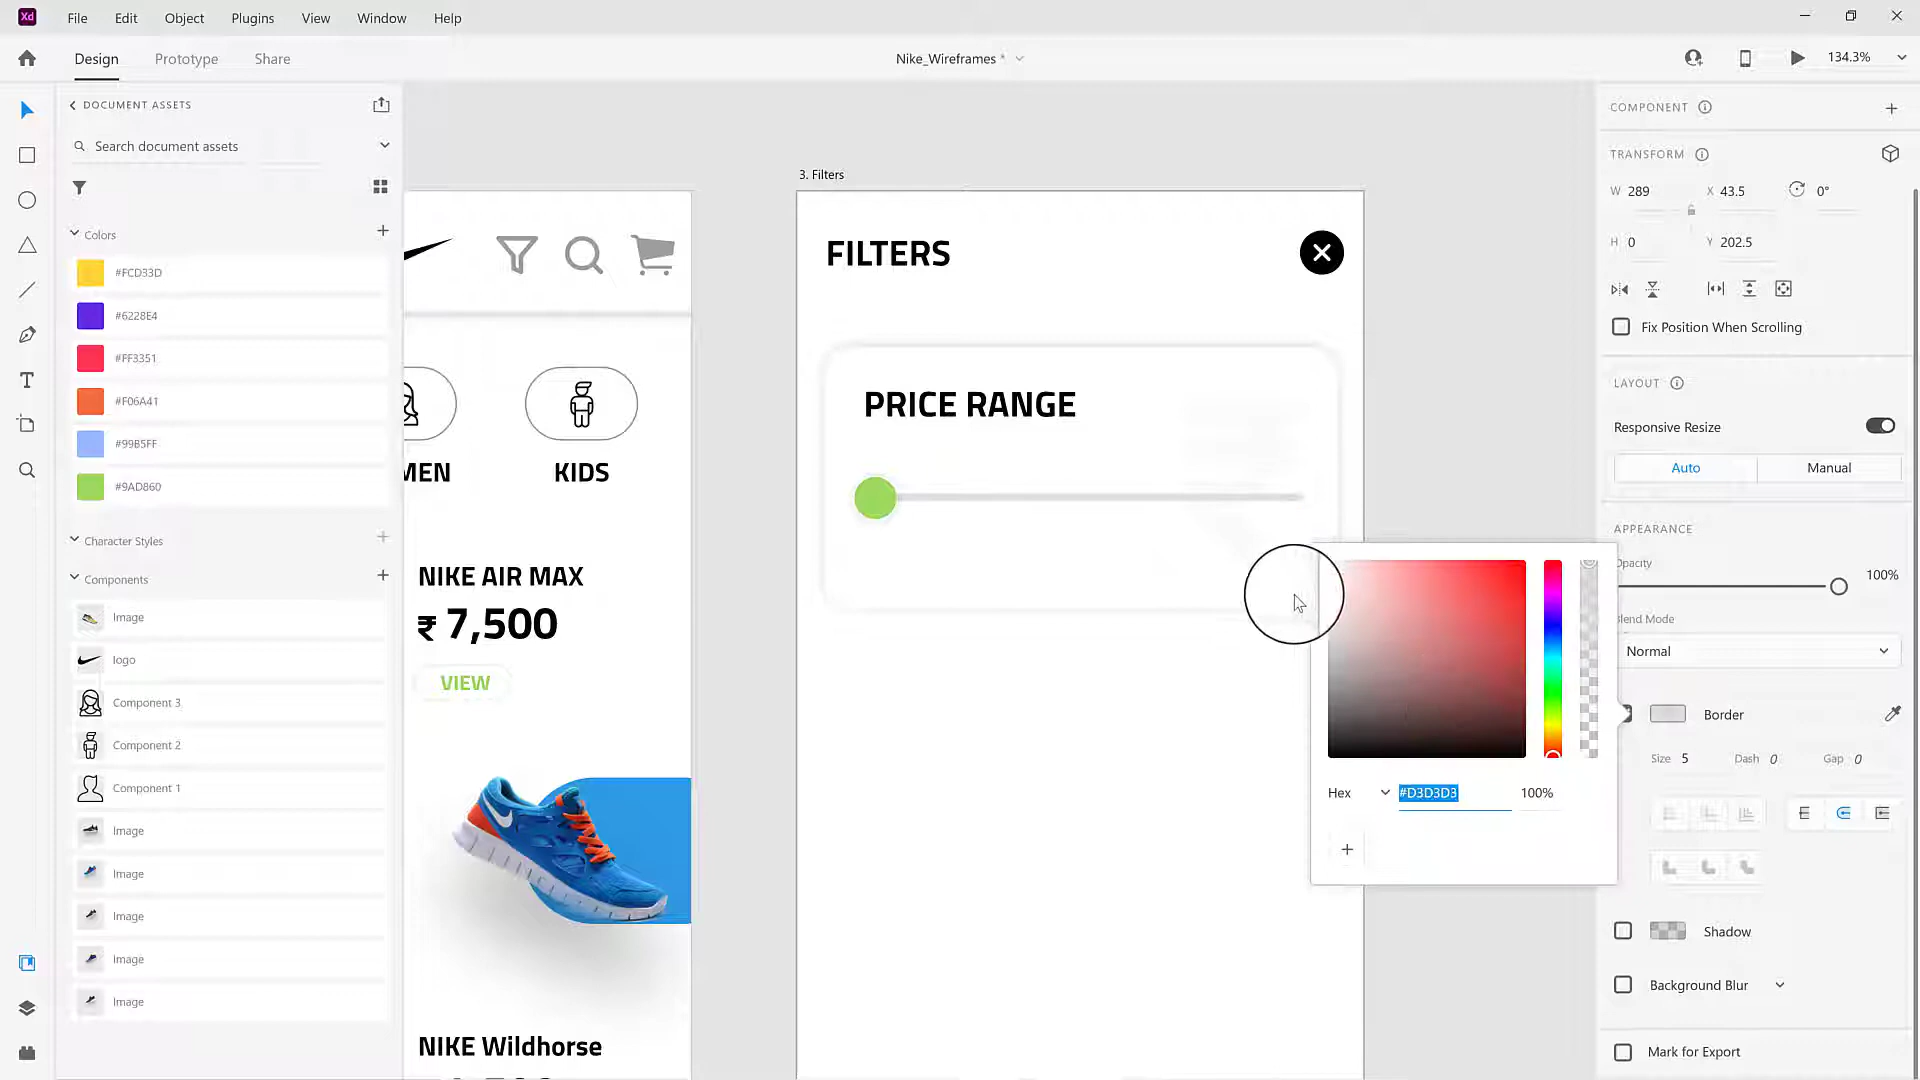 Xd File Edit Object Plugins View Window Help
Design Prototype Share Nike_Wireframes * 134.3%
DOCUMENT ASSETS
Search document assets
Colors
#FCD33D
#6228E4
#FF3351
#F06A41
#99B5FF
#9AD860
Character Styles
Components
Image
logo
Component 3
Component 2
Component 1
Image
Image
Image
Image
Image
MEN KIDS
NIKE AIR MAX
₹ 7,500
VIEW
NIKE Wildhorse
3. Filters
FILTERS
PRICE RANGE
Hex #D3D3D3 100%
COMPONENT
TRANSFORM
W 289 X 43.5 0°
H 0 Y 202.5
Fix Position When Scrolling
LAYOUT
Responsive Resize
Auto Manual
APPEARANCE
Opacity
100%
Blend Mode
Normal
Border
Size 5 Dash 0 Gap 0
Shadow
Background Blur
Mark for Export